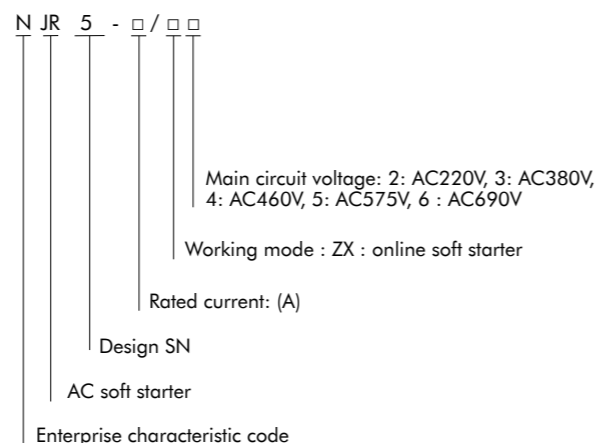 N JR 5 - □ / □ □
Main circuit voltage: 2: AC220V, 3: AC380V,
4: AC460V, 5: AC575V, 6 : AC690V
Working mode : ZX : online soft starter
Rated current: (A)
Design SN
AC soft starter
Enterprise characteristic code